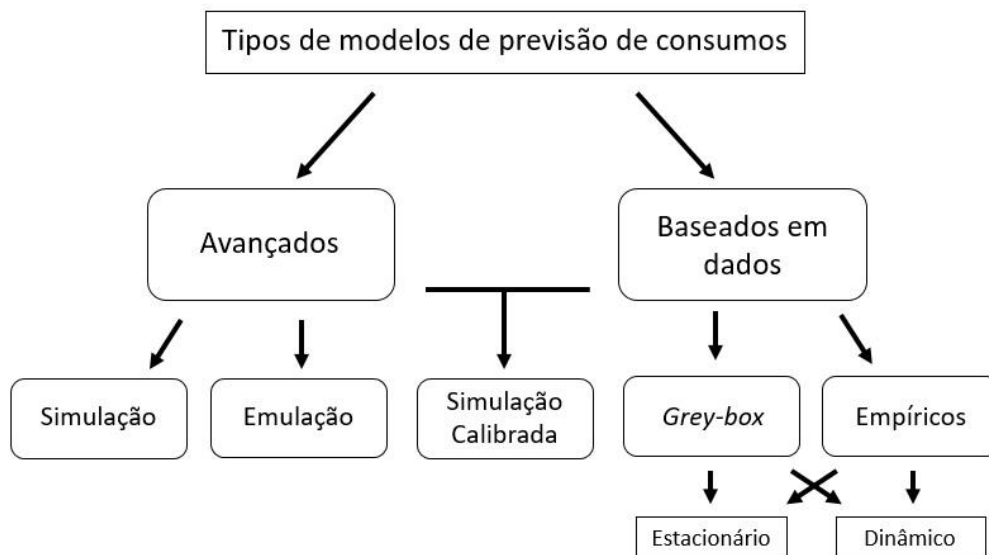 Tipos de modelos de previsão de consumos
Avançados
Baseados em
dados
Simulação
Emulação
Simulação
Calibrada
Grey-box
Empíricos
Estacionário
Dinâmico